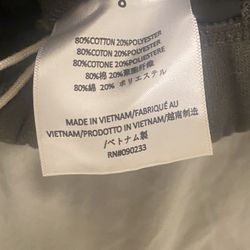 80%COTTON 20%POLYESTER
80%COTTON 20%POLYESTER
80%COTONE 20%POLIESTERE
80%棉 20%聚酯纤维
80%綿 20% ポリエステル
MADE IN VIETNAM/FABRIQUÉ AU
VIETNAM/PRODOTTO IN VIETNAM/越南制造
/ベトナム製
RN#090233